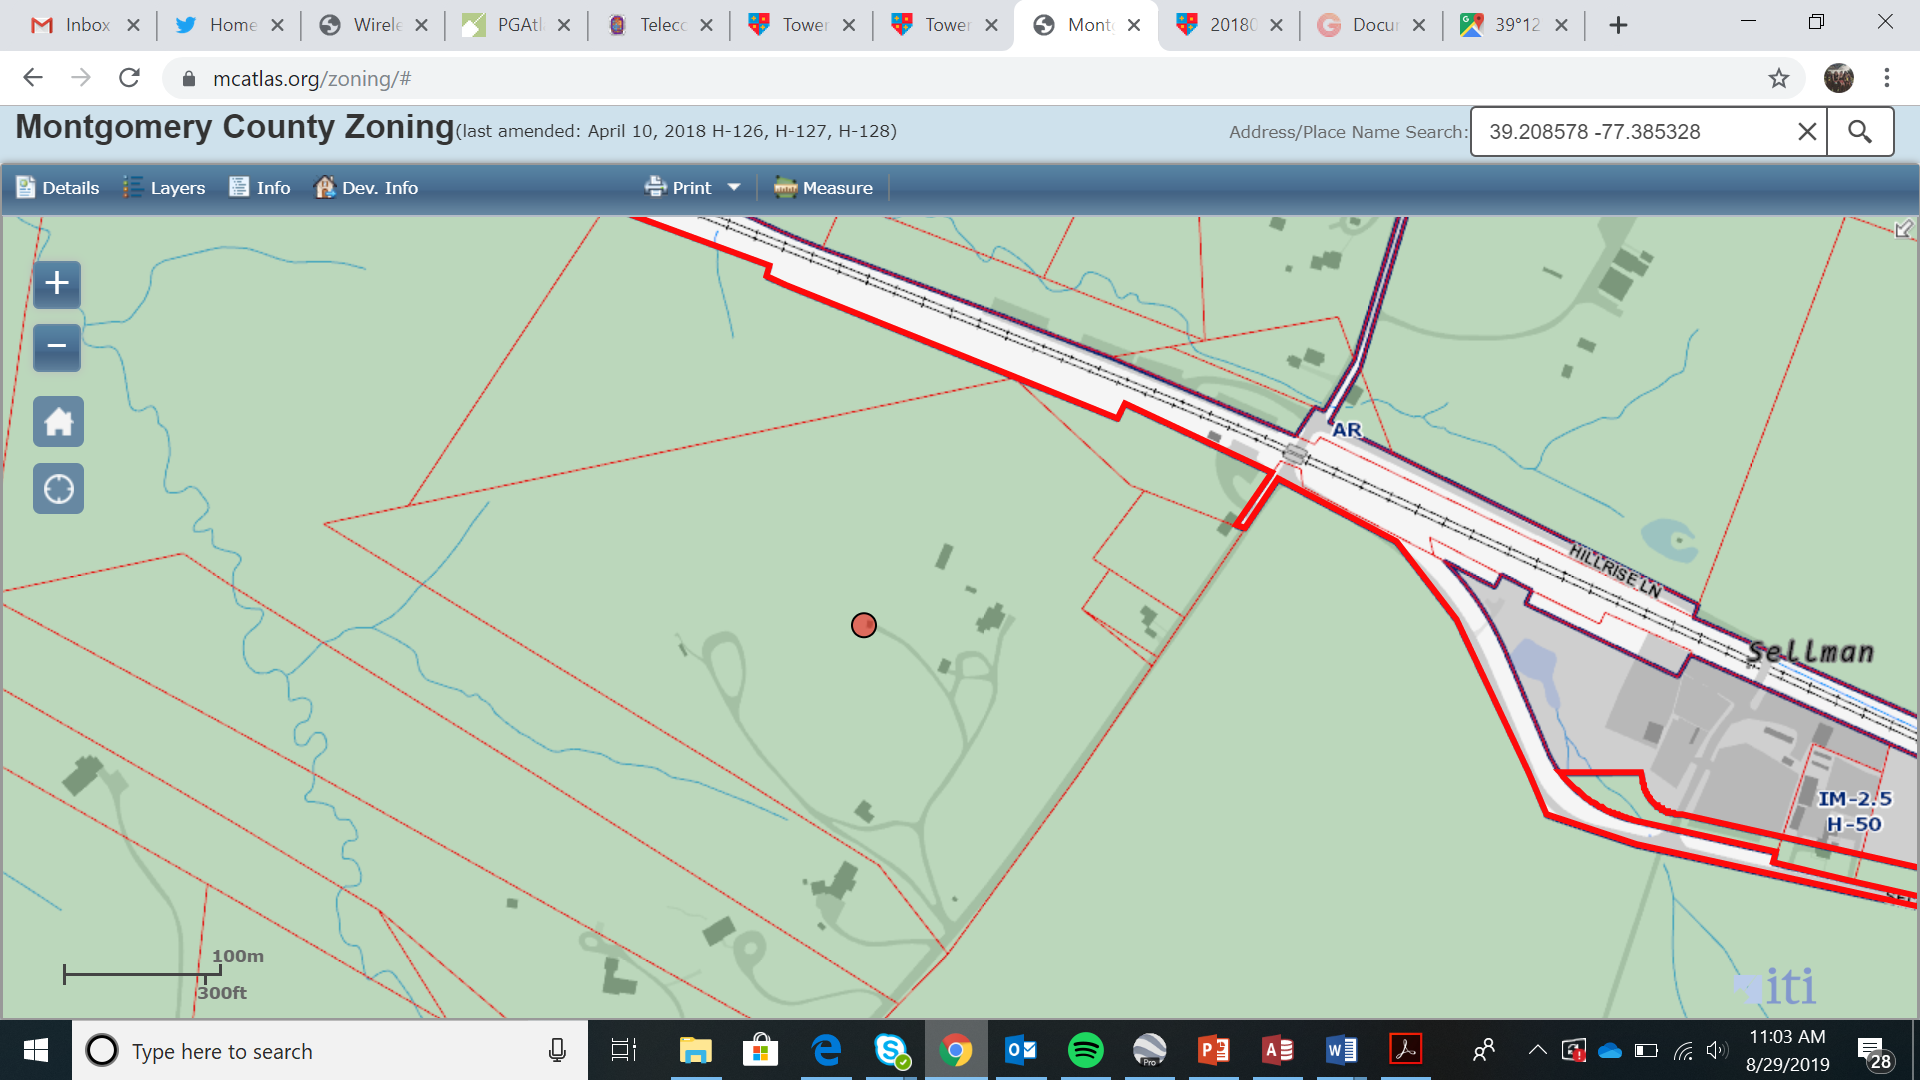 Inbox
Home
Wirele
PGAtl
Telecc
Tower
Tower
Mont
20180
Docu
39°12
mcatlas.org/zoning/#
Montgomery County Zoning(last amended: April 10, 2018 H-126, H-127, H-128)
Address/Place Name Search: 39.208578 -77.385328
Details Layers Info Dev. Info Print Measure
AR
HILLRISE LN
Sellman
IM-2.5
H-50
100m
300ft
iti
Type here to search
Pro
11:03 AM
8/29/2019
28